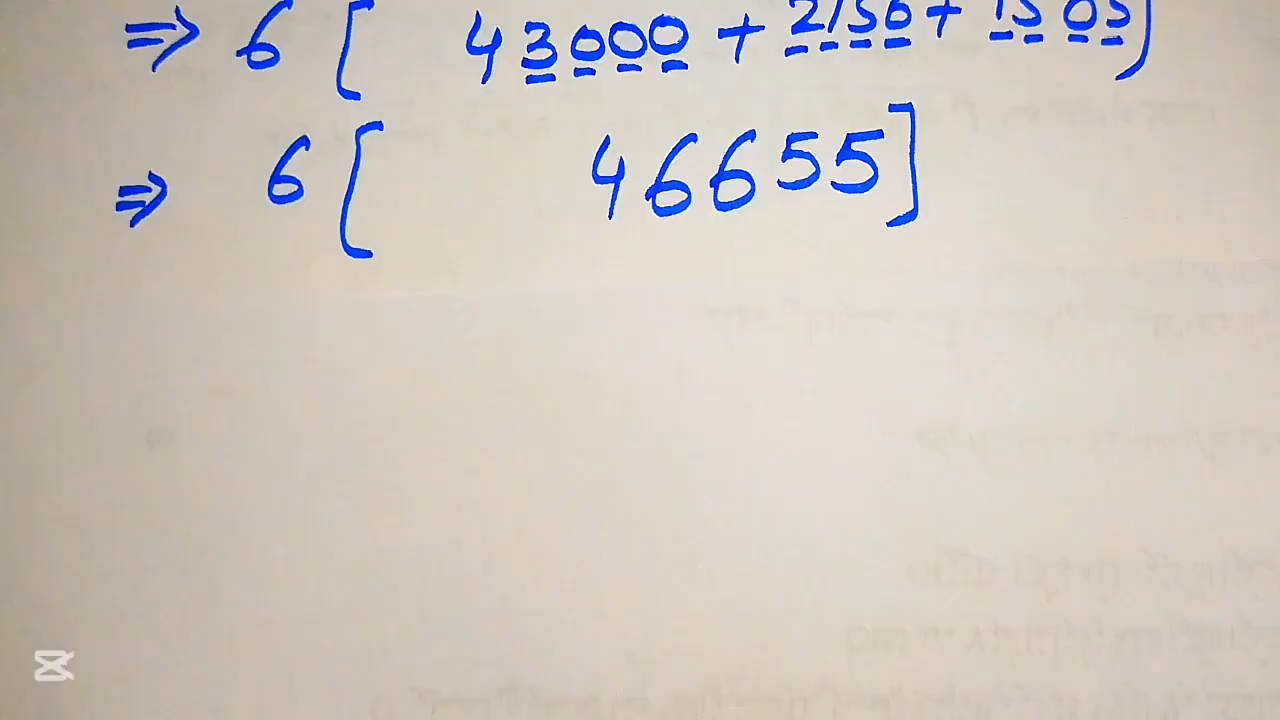 ⇒ 6 [ 43000 + 2150 + 1505 ]
⇒ 6 [ 46655 ]